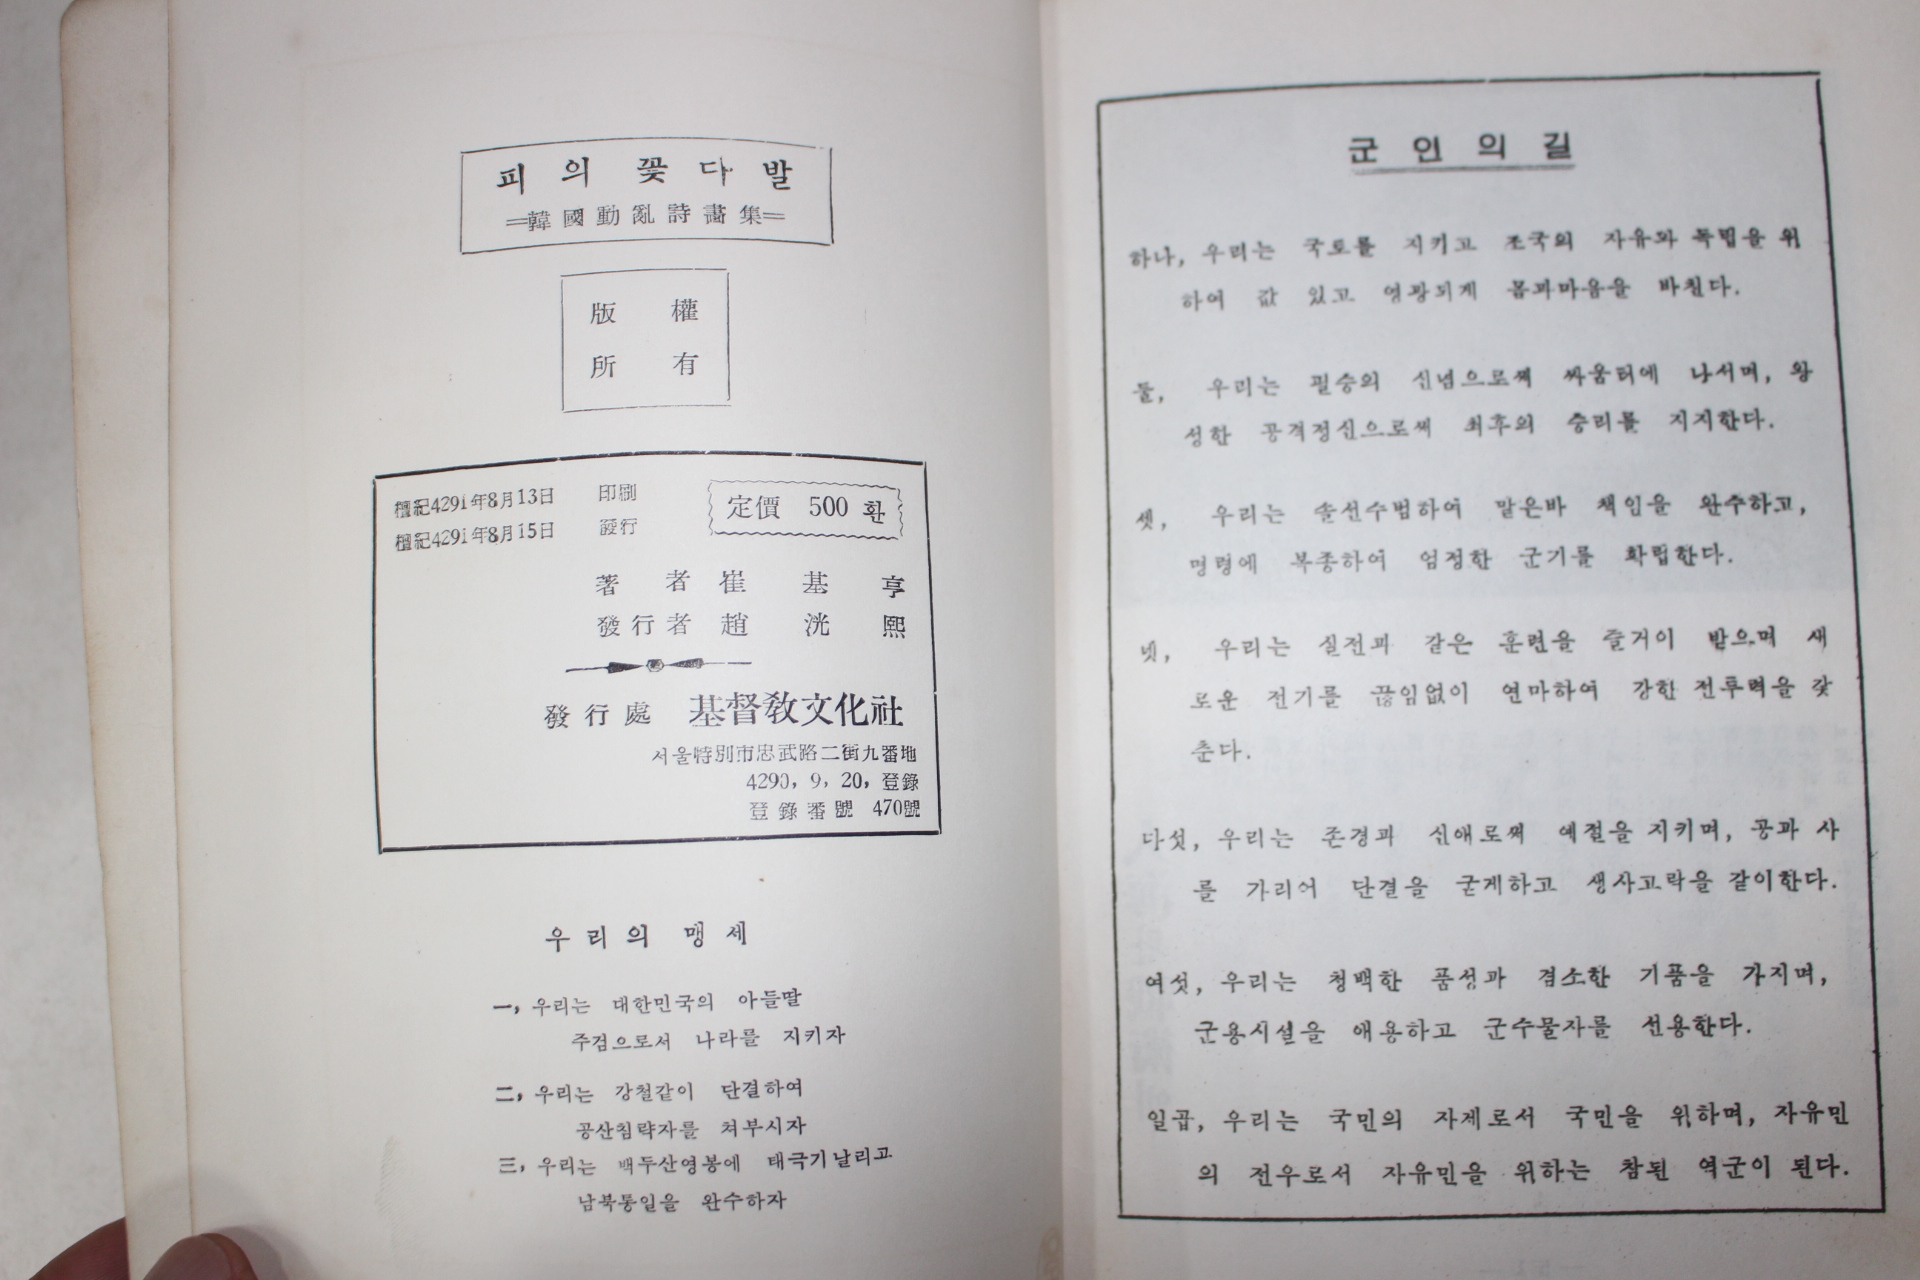 피의 꽃다발
=韓國動亂詩畵集=
版權
所有
檀紀4291年8月13日 印刷
檀紀4291年8月15日 發行
定價 500환
著者 崔基亨
發行者 趙洸熙
發行處 基督敎文化社
서울特別市忠武路二街九番地
4290, 9, 20, 登錄
登錄番號 470號
우리의 맹세
一, 우리는 대한민국의 아들딸
주검으로서 나라를 지키자
二, 우리는 강철같이 단결하여
공산침략자를 쳐부시자
三, 우리는 백두산영봉에 태극기날리고
남북통일을 완수하자
군인의길
하나, 우리는 국토를 지키고 조국의 자유와 독립을 위
하여 값 있고 영광되게 몸과마음을 바친다.
둘, 우리는 필승의 신념으로써 싸움터에 나서며, 왕
성한 공격정신으로써 최후의 승리를 지지한다.
셋, 우리는 솔선수범하여 맡은바 책임을 완수하고,
명령에 복종하여 엄정한 군기를 확립한다.
넷, 우리는 실전과 같은 훈련을 즐거이 받으며 새
로운 전기를 끊임없이 연마하여 강한 전투력을 갖
춘다.
다섯, 우리는 존경과 신애로써 예절을 지키며, 공과 사
를 가리어 단결을 굳게하고 생사고락을 같이한다.
여섯, 우리는 청백한 품성과 겸소한 기품을 가지며,
군용시설을 애용하고 군수물자를 선용한다.
일곱, 우리는 국민의 자제로서 국민을 위하며, 자유민
의 전우로서 자유민을 위하는 참된 역군이 된다.